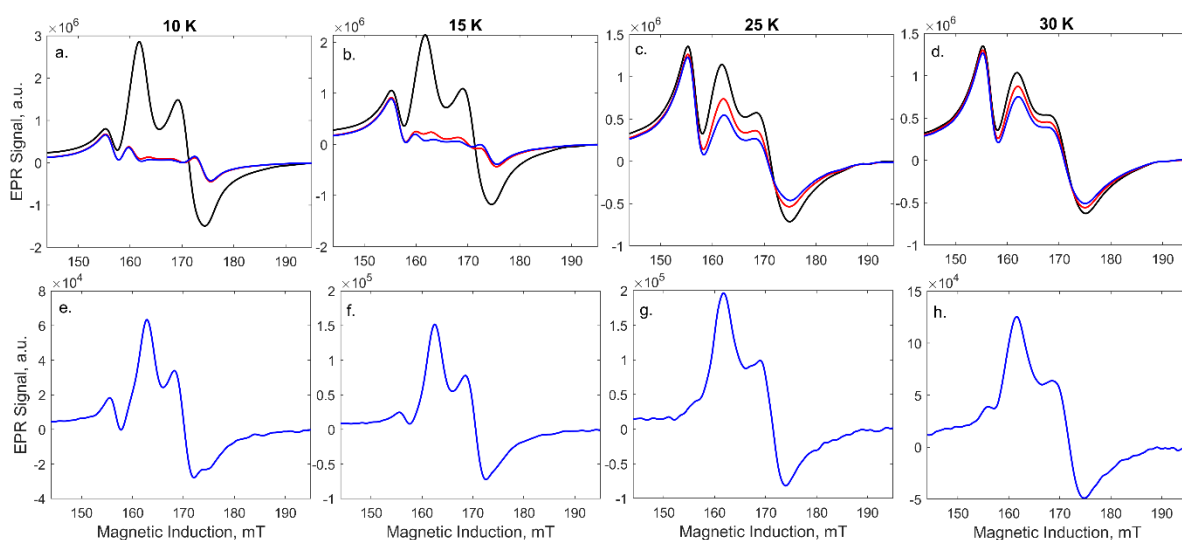 10 K
15 K
25 K
30 K
×10⁶
×10⁶
×10⁶
×10⁶
a.
b.
c.
d.
EPR Signal, a.u.
3
2
1
0
-1
-2
150 160 170 180 190
2
1
0
-1
-2
150 160 170 180 190
1.5
1
0.5
0
-0.5
-1
150 160 170 180 190
1.5
1
0.5
0
-0.5
-1
150 160 170 180 190
×10⁴
×10⁵
×10⁵
×10⁴
e.
f.
g.
h.
EPR Signal, a.u.
8
6
4
2
0
-2
-4
150 160 170 180 190
Magnetic Induction, mT
2
1.5
1
0.5
0
-0.5
-1
150 160 170 180 190
Magnetic Induction, mT
2
1.5
1
0.5
0
-0.5
-1
150 160 170 180 190
Magnetic Induction, mT
15
10
5
0
-5
150 160 170 180 190
Magnetic Induction, mT